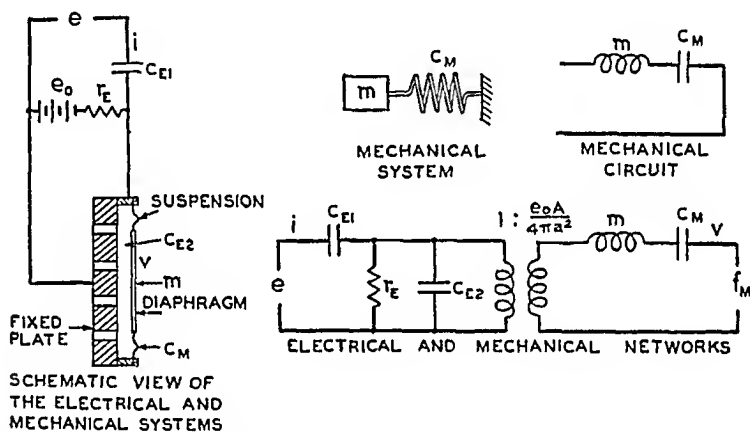 e
i
C_E1
e_0 r_E
SUSPENSION
C_E2
V
m
DIAPHRAGM
FIXED
PLATE
C_M
SCHEMATIC VIEW OF
THE ELECTRICAL AND
MECHANICAL SYSTEMS
C_M
m
MECHANICAL
SYSTEM
m C_M
MECHANICAL
CIRCUIT
i C_E1
e
r_E
C_E2
1 : e_0A / 4πa²
m C_M V
f_M
ELECTRICAL AND MECHANICAL NETWORKS